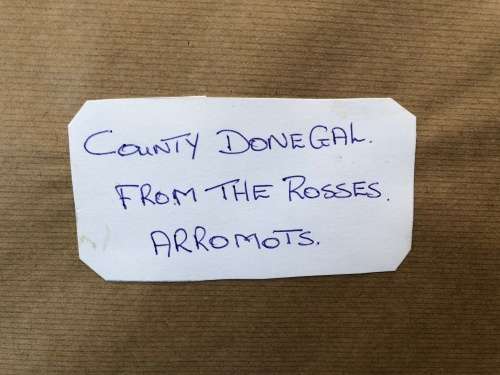 COUNTY DONEGAL.
FROM THE ROSSES.
ARROMOTS.